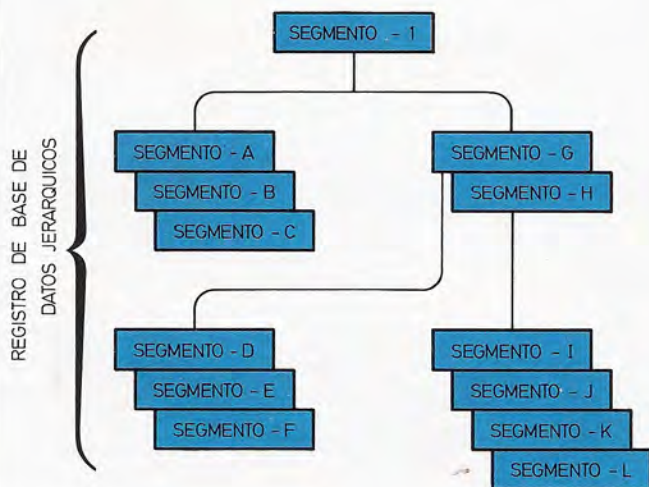 SEGMENTO - 1
REGISTRO DE BASE DE
DATOS JERARQUICOS
SEGMENTO - A
SEGMENTO - B
SEGMENTO - C
SEGMENTO - G
SEGMENTO - H
SEGMENTO - D
SEGMENTO - E
SEGMENTO - F
SEGMENTO - I
SEGMENTO - J
SEGMENTO - K
SEGMENTO - L